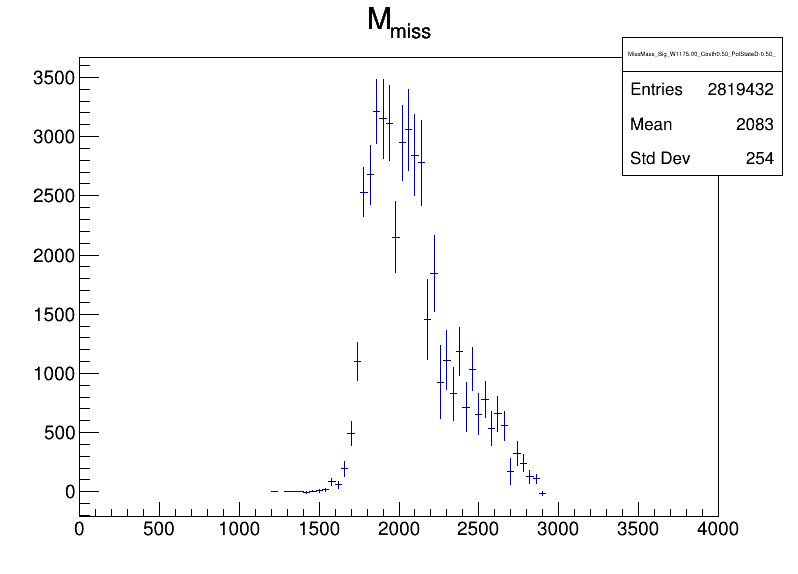 M_miss
MissMass_Sig_W1175.00_Costh0.50_PolStateD-0.50_
Entries 2819432
Mean 2083
Std Dev 254
3500
3000
2500
2000
1500
1000
500
0
0 500 1000 1500 2000 2500 3000 3500 4000